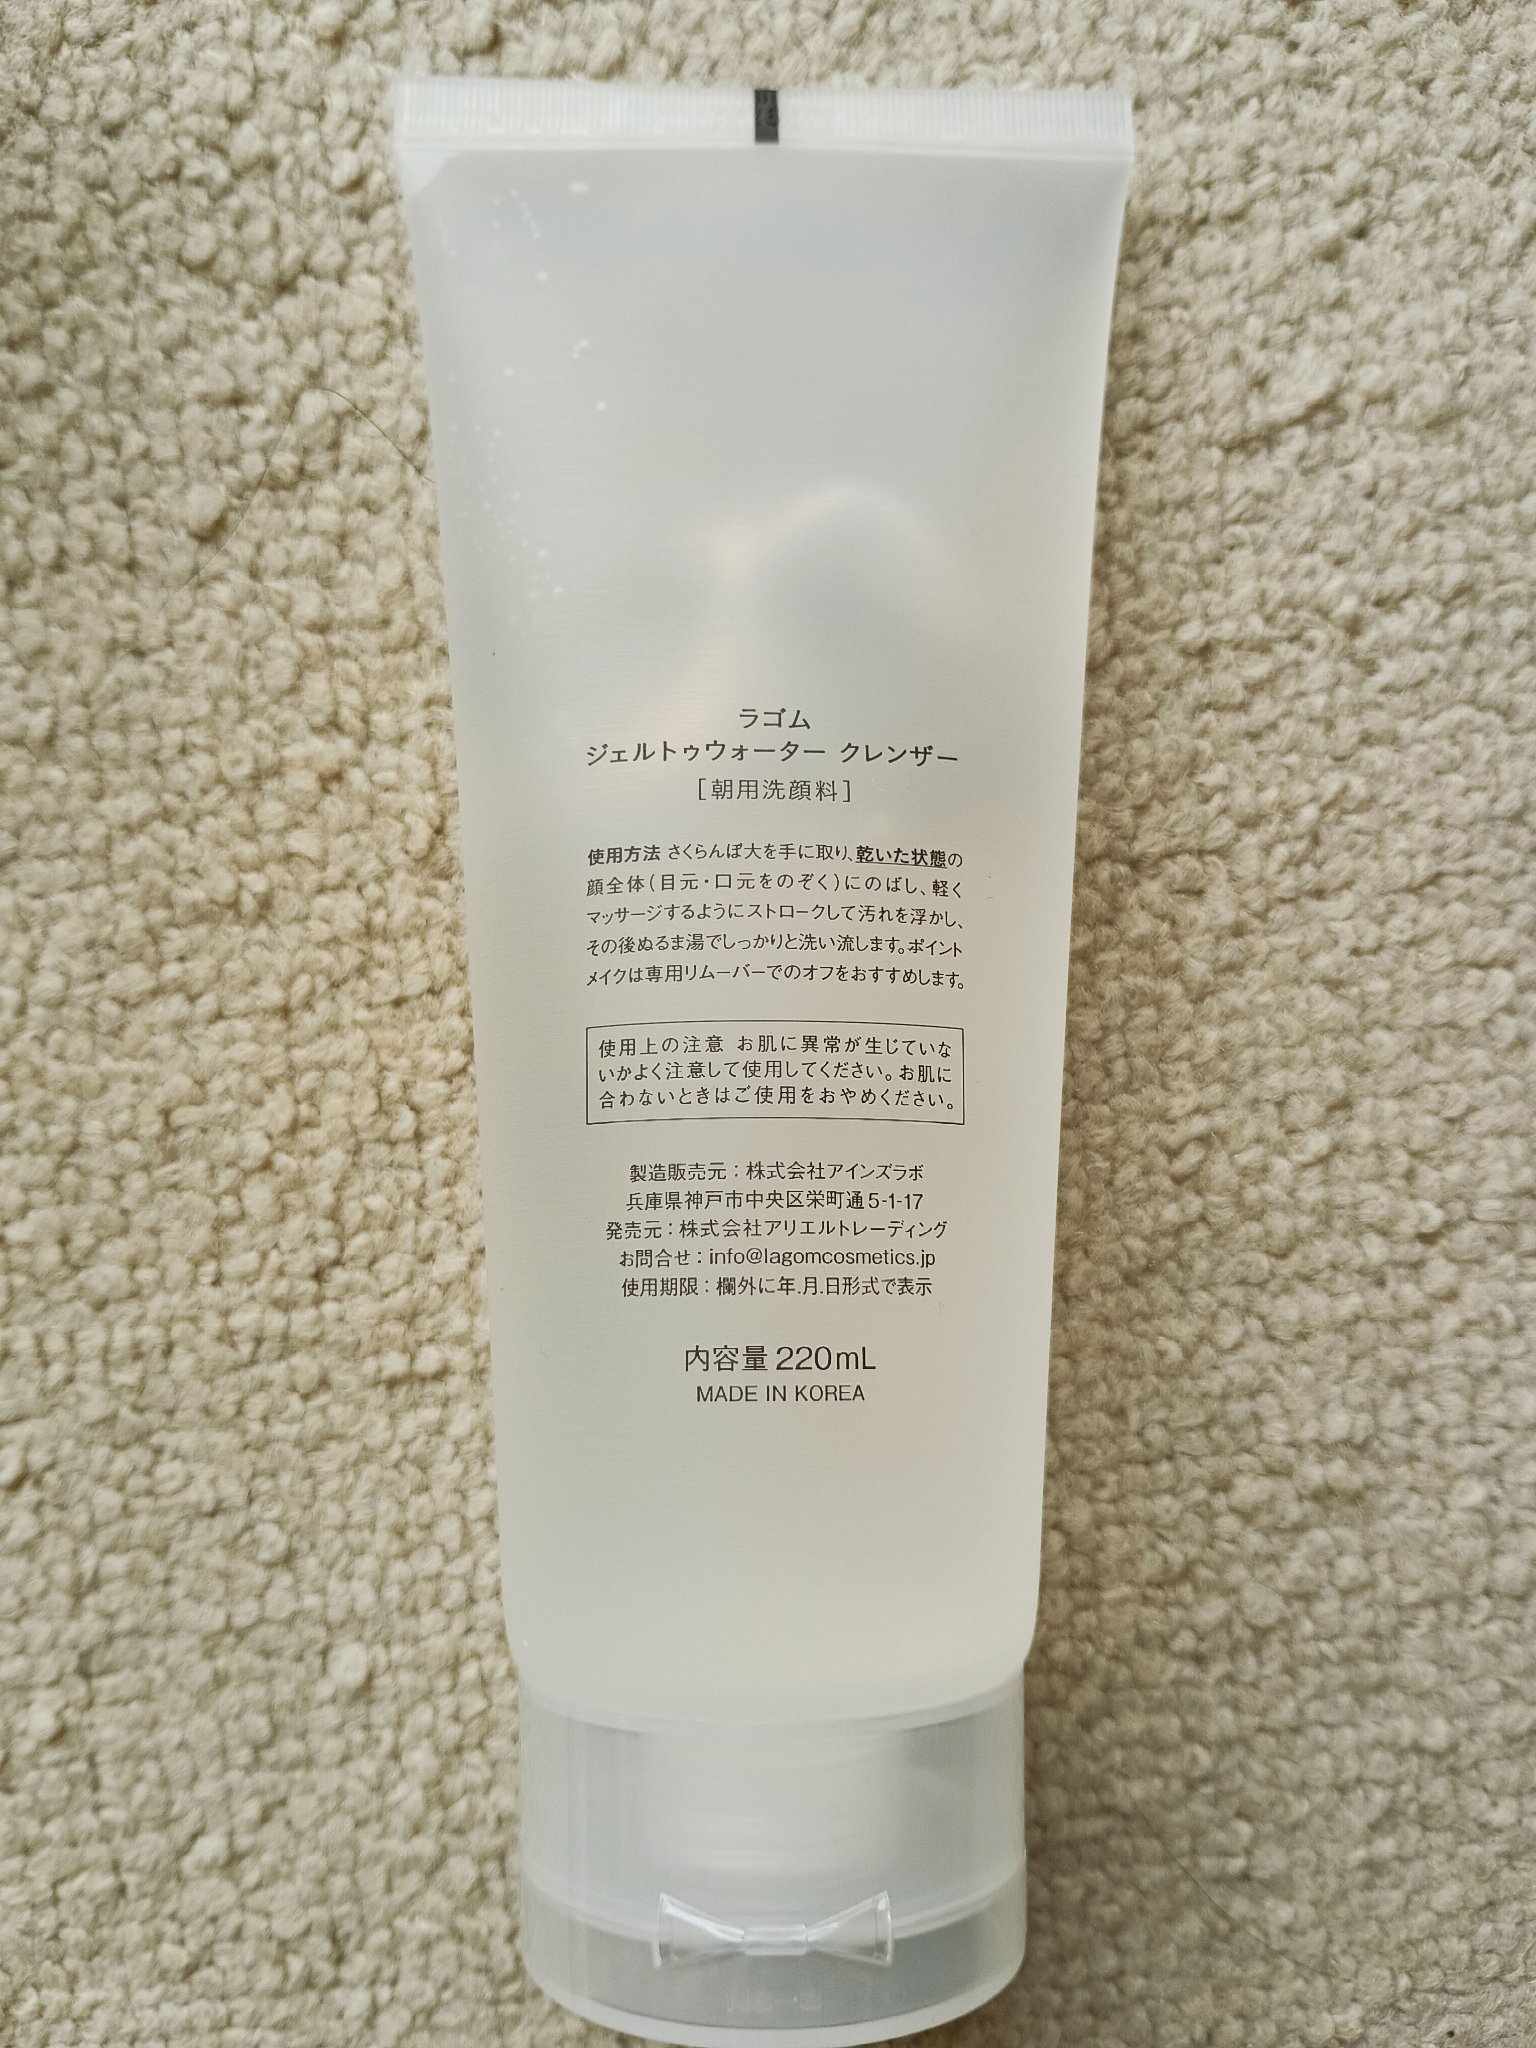 ラゴム
ジェルトゥウォーター クレンザー
［朝用洗顔料］
使用方法 さくらんぼ大を手に取り、乾いた状態の
顔全体（目元・口元をのぞく）にのばし、軽く
マッサージするようにストロークして汚れを浮かし、
その後ぬるま湯でしっかりと洗い流します。ポイント
メイクは専用リムーバーでのオフをおすすめします。
使用上の注意 お肌に異常が生じていな
いかよく注意して使用してください。お肌に
合わないときはご使用をおやめください。
製造販売元：株式会社アインズラボ
兵庫県神戸市中央区栄町通5-1-17
発売元：株式会社アリエルトレーディング
お問合せ：info@lagomcosmetics.jp
使用期限：欄外に年.月.日形式で表示
内容量 220mL
MADE IN KOREA